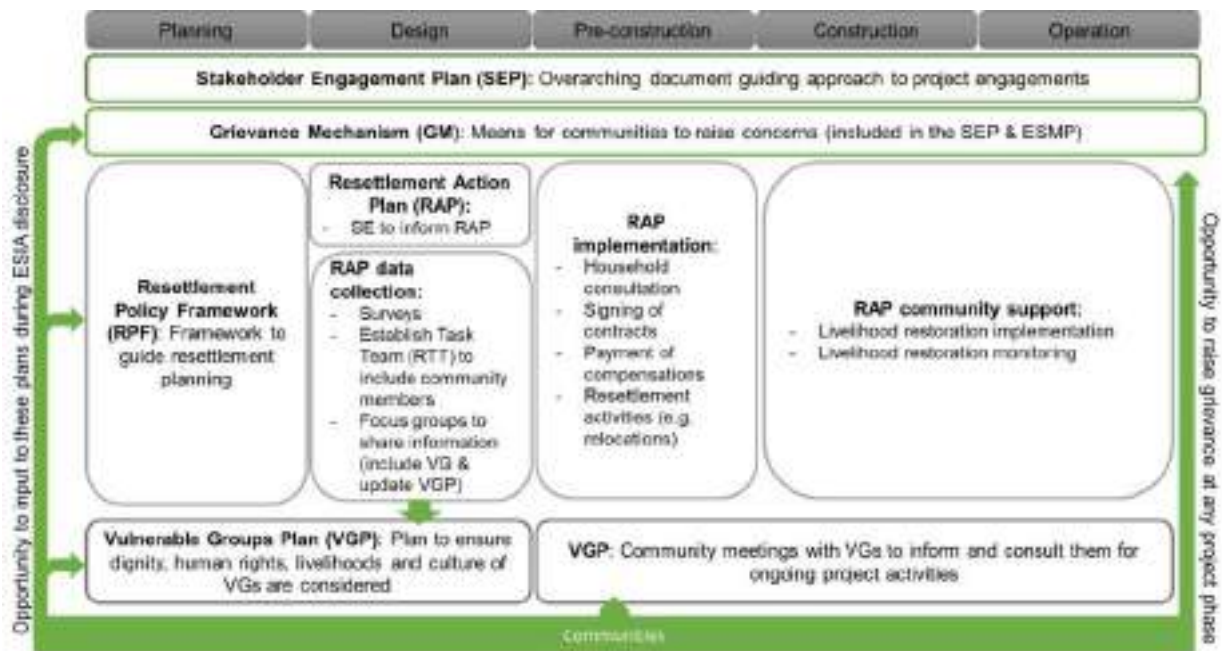 Planning
Design
Pre-construction
Construction
Operation
Stakeholder Engagement Plan (SEP): Overarching document guiding approach to project engagements
Grievance Mechanism (GM): Means for communities to raise concerns (included in the SEP & ESMP)
Opportunity to input to these plans during ESIA disclosure
Resettlement
Policy Framework
(RPF): Framework to
guide resettlement
planning
Resettlement Action
Plan (RAP):
- SE to inform RAP
RAP data
collection:
- Surveys
- Establish Task
Team (RTT) to
include community
members
- Focus groups to
share information
(include VG &
update VGP)
RAP
implementation:
- Household
consultation
- Signing of
contracts
- Payment of
compensations
- Resettlement
activities (e.g.
relocations)
RAP community support:
- Livelihood restoration implementation
- Livelihood restoration monitoring
Opportunity to raise grievance at any project phase
Vulnerable Groups Plan (VGP): Plan to ensure
dignity, human rights, livelihoods and culture of
VGs are considered
VGP: Community meetings with VGs to inform and consult them for
ongoing project activities
Communities